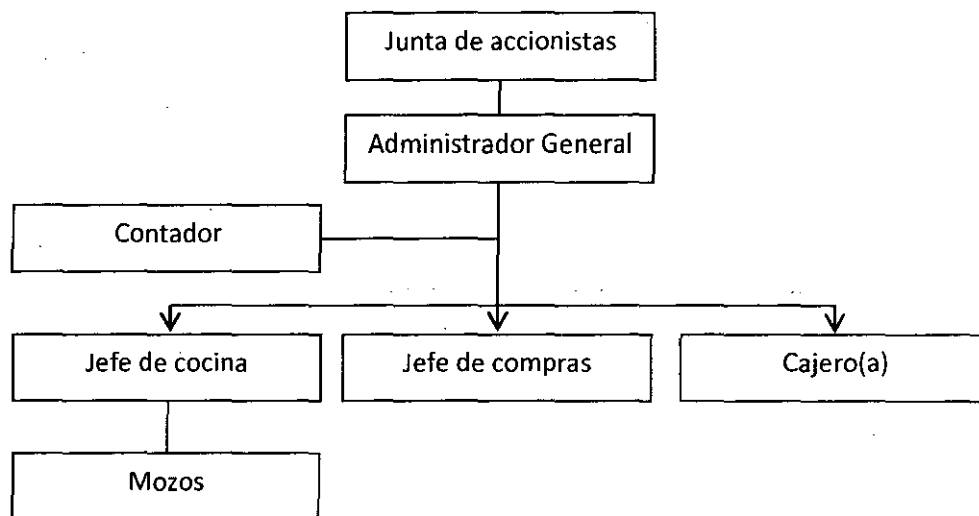 Junta de accionistas
Administrador General
Contador
Jefe de cocina
Jefe de compras
Cajero(a)
Mozos